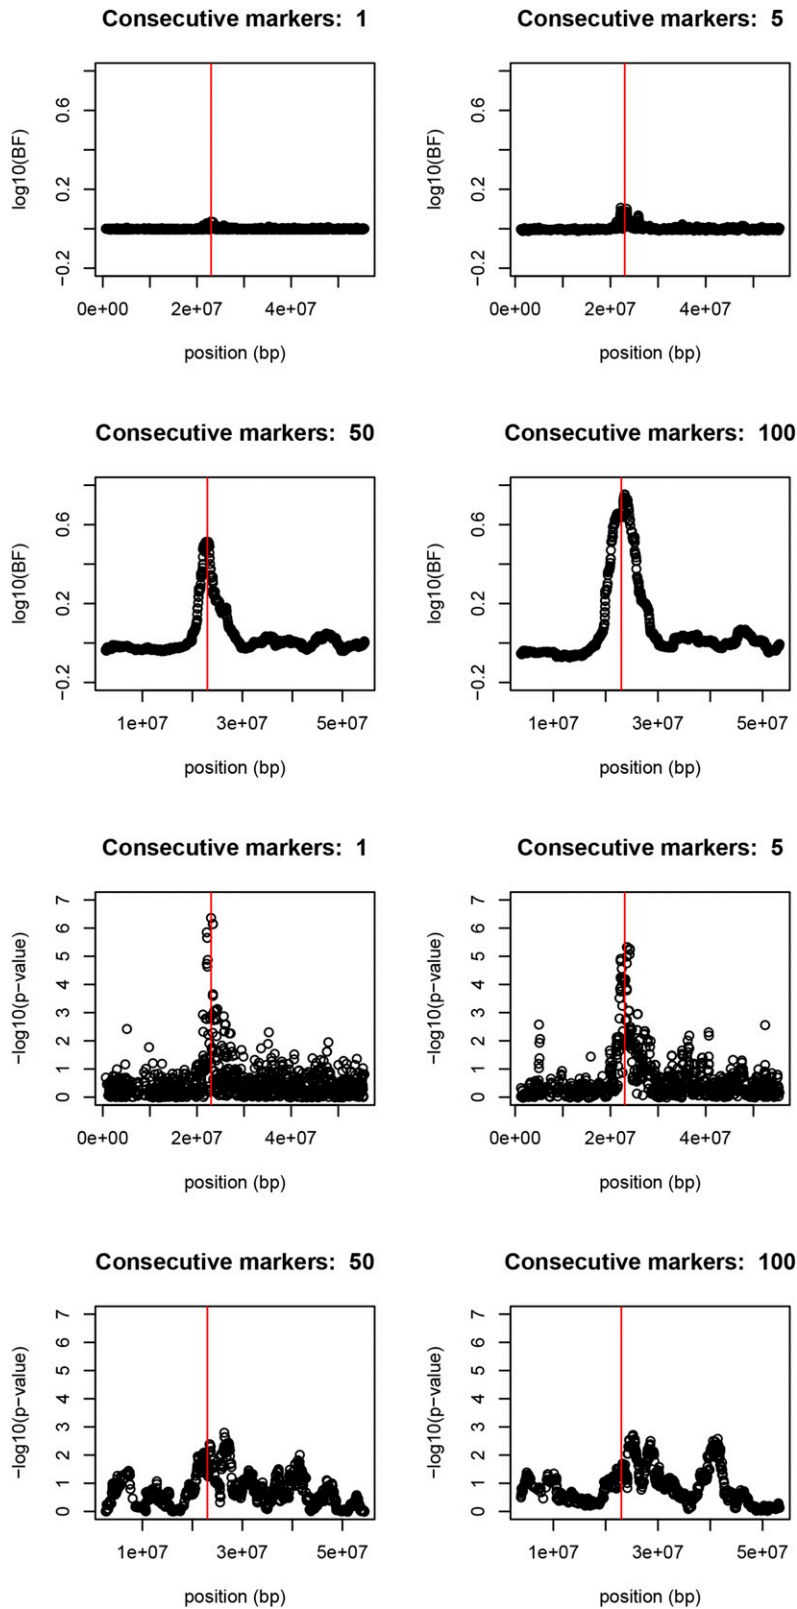 Consecutive markers: 1
log10(BF)
0.6
0.2
−0.2
0e+00 2e+07 4e+07
position (bp)
Consecutive markers: 5
log10(BF)
0.6
0.2
−0.2
0e+00 2e+07 4e+07
position (bp)
Consecutive markers: 50
log10(BF)
0.6
0.2
−0.2
1e+07 3e+07 5e+07
position (bp)
Consecutive markers: 100
log10(BF)
0.6
0.2
−0.2
1e+07 3e+07 5e+07
position (bp)
Consecutive markers: 1
−log10(p−value)
7
6
5
4
3
2
1
0
0e+00 2e+07 4e+07
position (bp)
Consecutive markers: 5
−log10(p−value)
7
6
5
4
3
2
1
0
0e+00 2e+07 4e+07
position (bp)
Consecutive markers: 50
−log10(p−value)
7
6
5
4
3
2
1
0
1e+07 3e+07 5e+07
position (bp)
Consecutive markers: 100
−log10(p−value)
7
6
5
4
3
2
1
0
1e+07 3e+07 5e+07
position (bp)